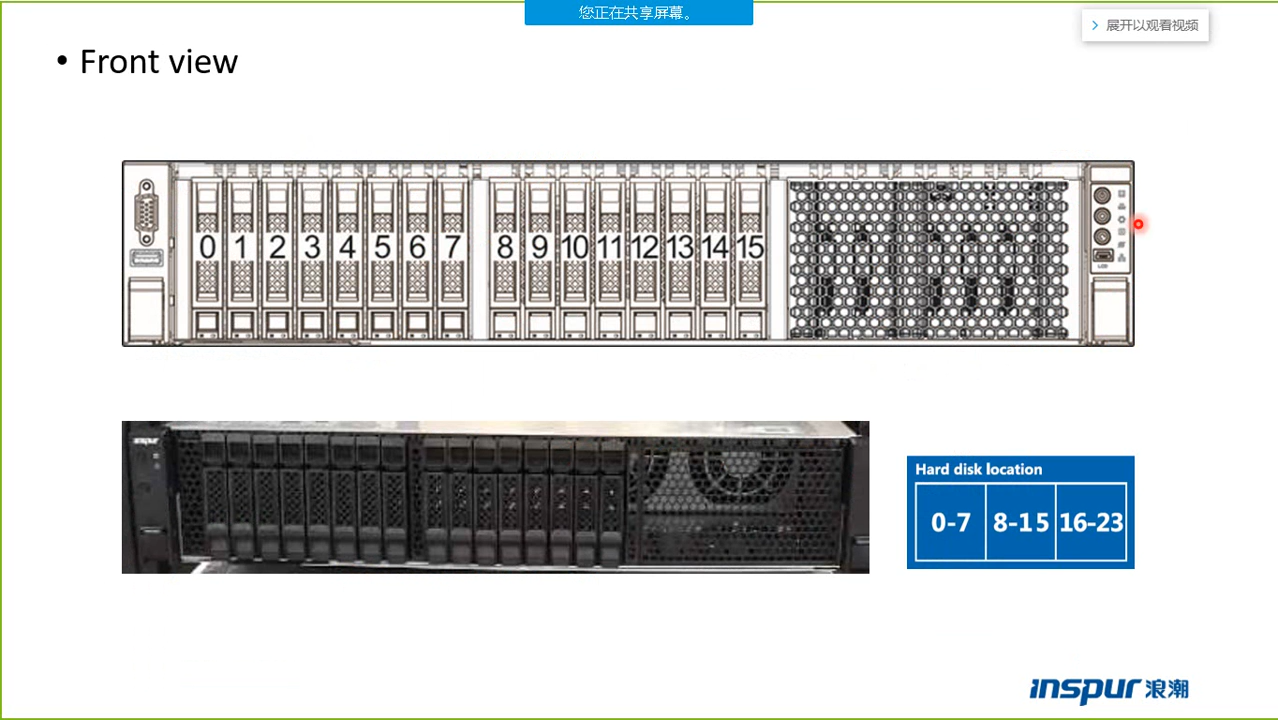 您正在共享屏幕。
展开以观看视频
• Front view
0 1 2 3 4 5 6 7 8 9 10 11 12 13 14 15
LCD
inspur
Hard disk location
0-7 8-15 16-23
inspur 浪潮